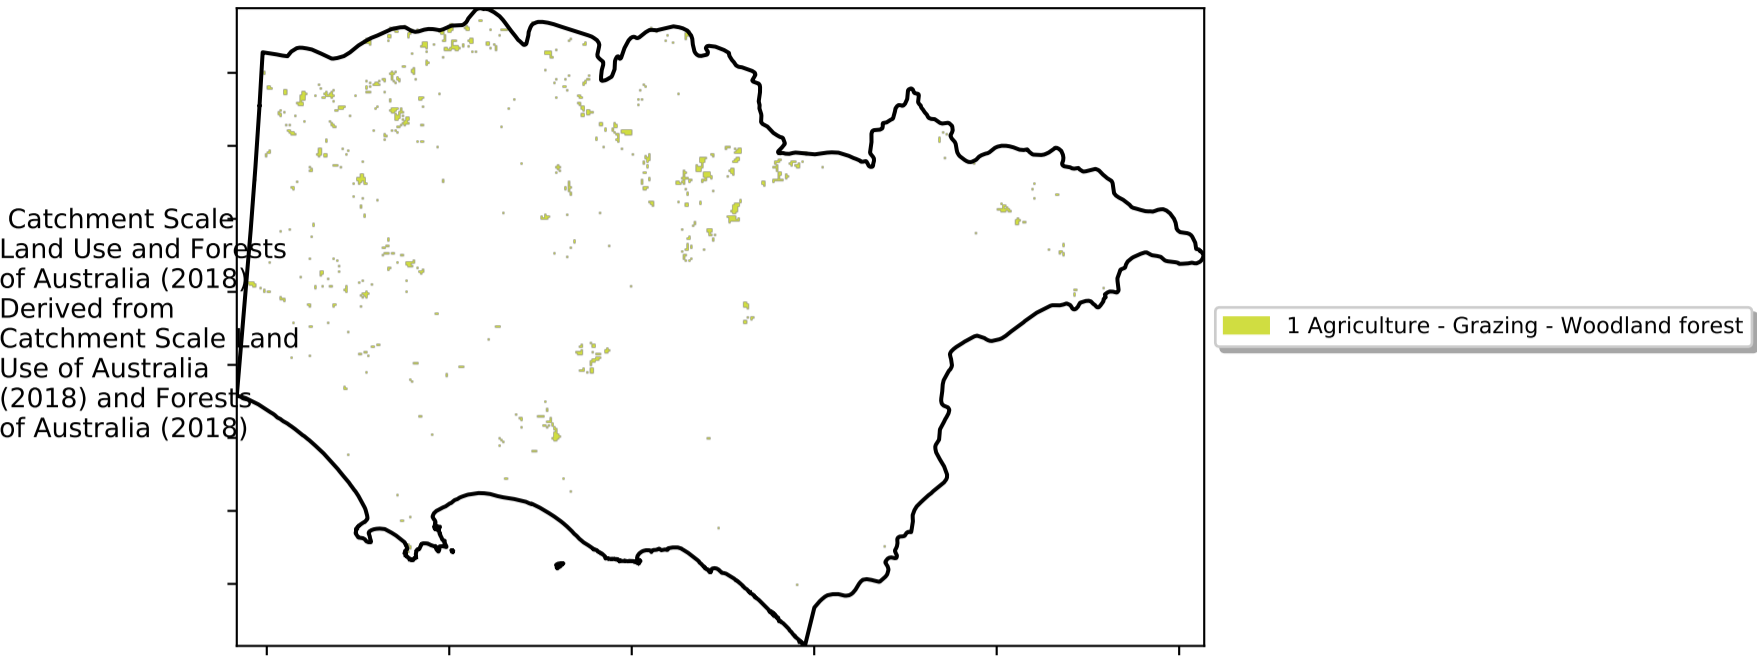 Catchment Scale
Land Use and Forests
of Australia (2018)
Derived from
Catchment Scale Land
Use of Australia
(2018) and Forests
of Australia (2018)
1 Agriculture - Grazing - Woodland forest